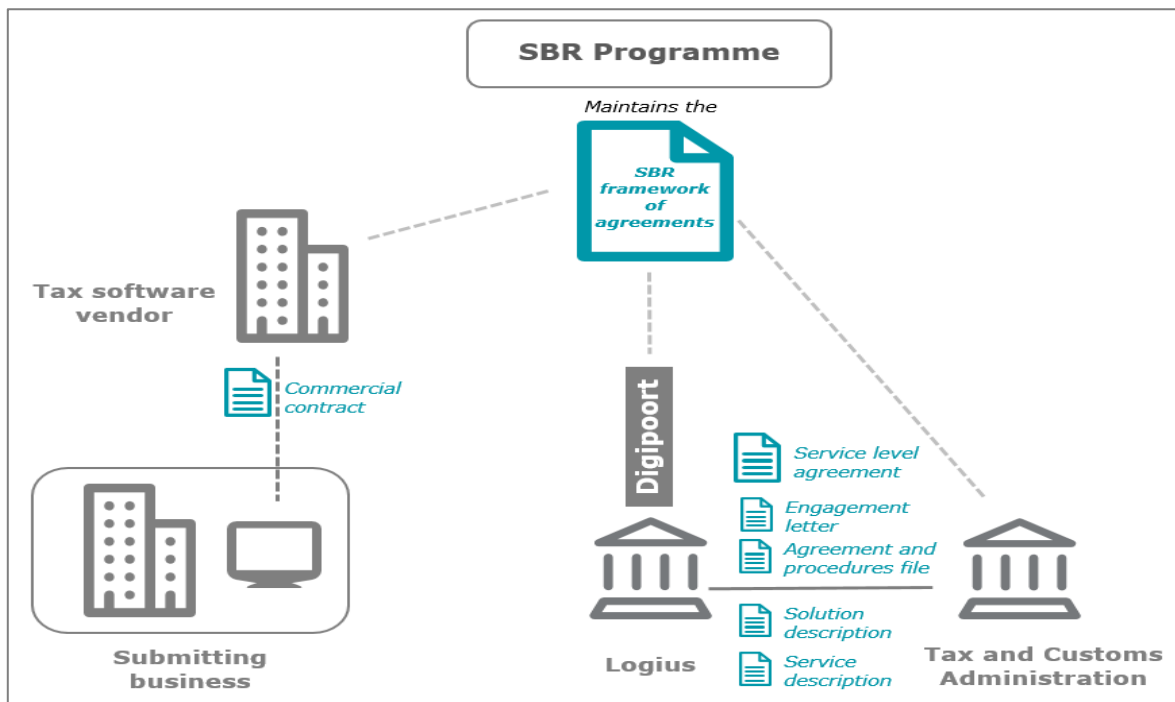 SBR Programme
Maintains the
SBR
framework
of
agreements
Tax software
vendor
Commercial
contract
Submitting
business
Digipoort
Logius
Service level
agreement
Engagement
letter
Agreement and
procedures file
Solution
description
Service
description
Tax and Customs
Administration